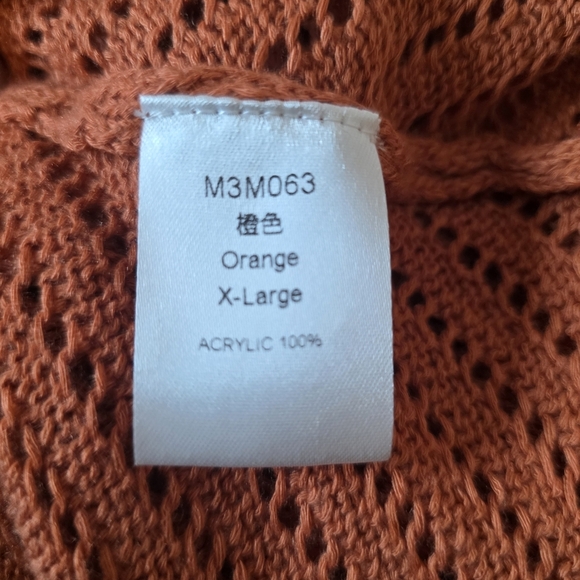 M3M063
橙色
Orange
X-Large
ACRYLIC 100%